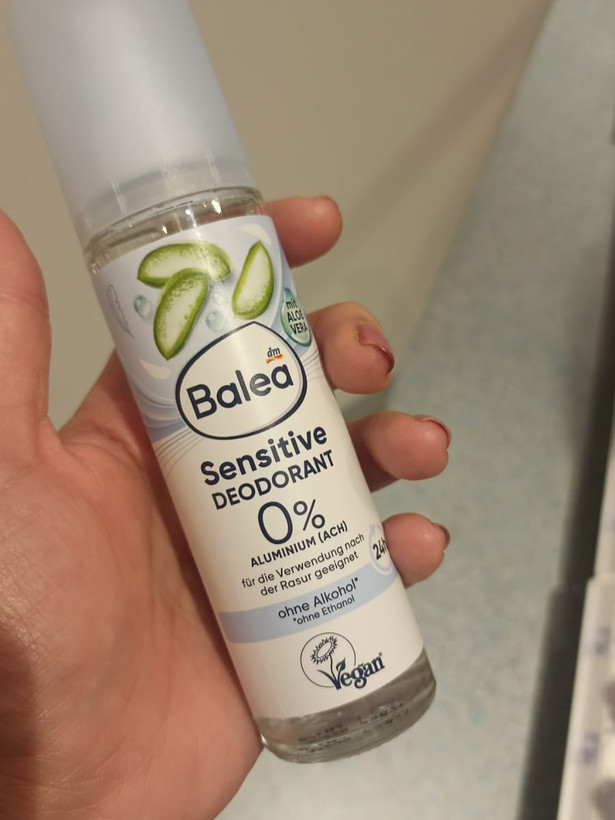 mit
ALOE
VERA
dm
Balea
Sensitive
DEODORANT
0%
ALUMINIUM (ACH)
für die Verwendung nach
der Rasur geeignet
24h
ohne Alkohol*
*ohne Ethanol
Vegan